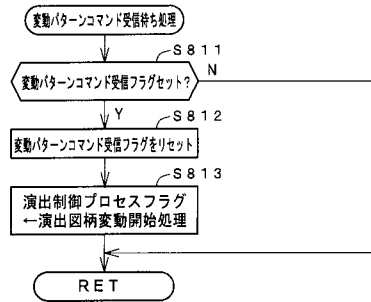 変動パターンコマンド受信待ち処理
S811
変動パターンコマンド受信フラグセット?
N
Y
S812
変動パターンコマンド受信フラグをリセット
S813
演出制御プロセスフラグ
←演出図柄変動開始処理
RET